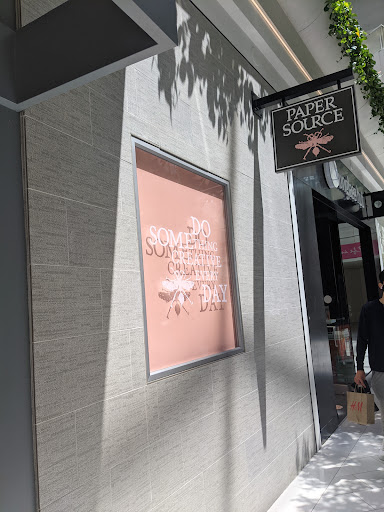 PAPER
SOURCE
DO
SOMETHING
CREATIVE
DAY
H&M